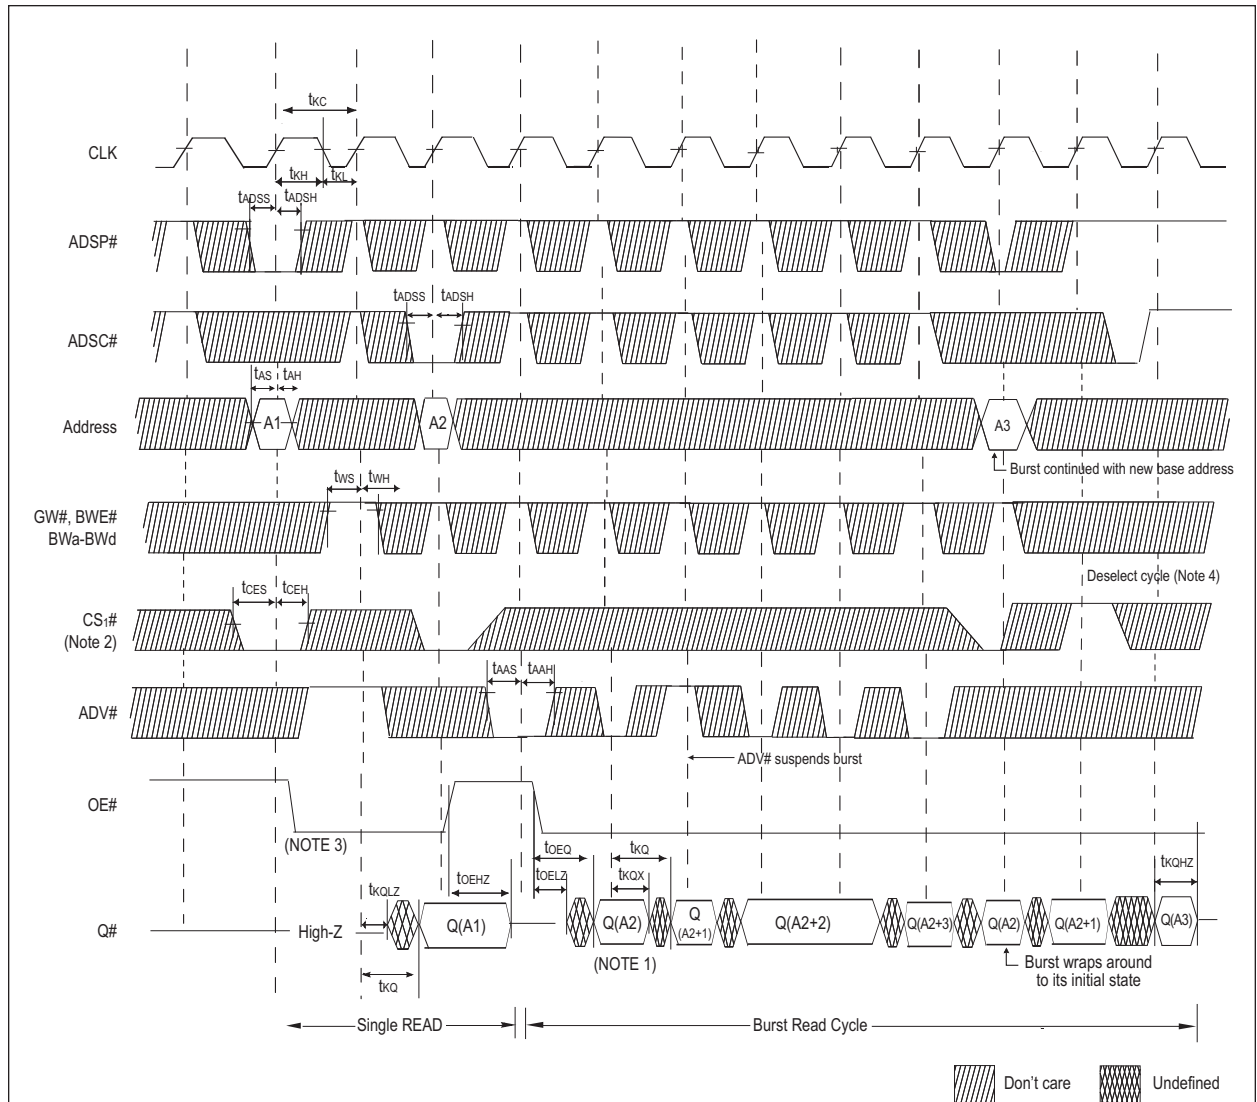 tKC
CLK
tKH tKL
tADSS tADSH
ADSP#
tADSS tADSH
ADSC#
tAS tAH
Address A1 A2 A3
Burst continued with new base address
tWS tWH
GW#, BWE#
BWa-BWd
Deselect cycle (Note 4)
tCES tCEH
CS1#
(Note 2)
tAAS tAAH
ADV#
ADV# suspends burst
OE#
(NOTE 3)
tOEQ tKQ
tOEHZ tOELZ tKQX tKQHZ
tKQLZ
Q# High-Z Q(A1) Q(A2) Q(A2+1) Q(A2+2) Q(A2+3) Q(A2) Q(A2+1) Q(A3)
(NOTE 1)
Burst wraps around
to its initial state
tKQ
Single READ Burst Read Cycle
Don't care Undefined